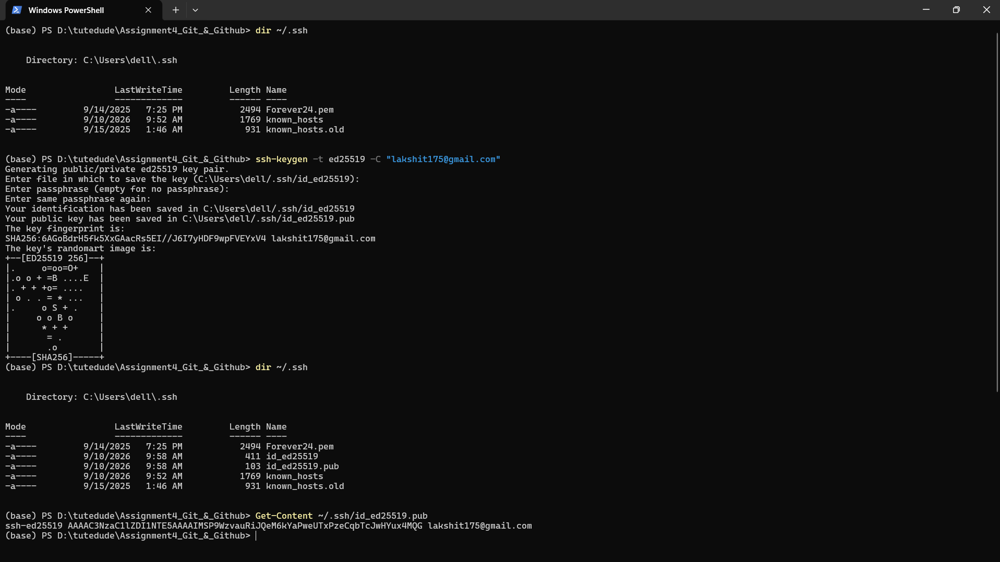 Windows PowerShell
(base) PS D:\tutedude\Assignment4_Git_&_Github> dir ~/.ssh
    Directory: C:\Users\dell\.ssh
Mode                 LastWriteTime         Length Name
----                 -------------         ------ ----
-a----         9/14/2025   7:25 PM           2494 Forever24.pem
-a----         9/10/2026   9:52 AM           1769 known_hosts
-a----         9/15/2025   1:46 AM            931 known_hosts.old
(base) PS D:\tutedude\Assignment4_Git_&_Github> ssh-keygen -t ed25519 -C "lakshit175@gmail.com"
Generating public/private ed25519 key pair.
Enter file in which to save the key (C:\Users\dell/.ssh/id_ed25519):
Enter passphrase (empty for no passphrase):
Enter same passphrase again:
Your identification has been saved in C:\Users\dell/.ssh/id_ed25519
Your public key has been saved in C:\Users\dell/.ssh/id_ed25519.pub
The key fingerprint is:
SHA256:6AGoBdrH5fk5XxGAacRs5EI//J6I7yHDF9wpFVEYxV4 lakshit175@gmail.com
The key's randomart image is:
+--[ED25519 256]--+
|.     o=oo=O+    |
|.o o + =B ....E  |
|. + + +o= ....   |
| o . . = * ...   |
|.     o S + .    |
|     o o B o     |
|      * + +      |
|       = .       |
|       .o        |
+----[SHA256]-----+
(base) PS D:\tutedude\Assignment4_Git_&_Github> dir ~/.ssh
    Directory: C:\Users\dell\.ssh
Mode                 LastWriteTime         Length Name
----                 -------------         ------ ----
-a----         9/14/2025   7:25 PM           2494 Forever24.pem
-a----         9/10/2026   9:58 AM            411 id_ed25519
-a----         9/10/2026   9:58 AM            103 id_ed25519.pub
-a----         9/10/2026   9:52 AM           1769 known_hosts
-a----         9/15/2025   1:46 AM            931 known_hosts.old
(base) PS D:\tutedude\Assignment4_Git_&_Github> Get-Content ~/.ssh/id_ed25519.pub
ssh-ed25519 AAAAC3NzaC1lZDI1NTE5AAAAIMSP9WzvauRiJQeM6kYaPweUTxPzeCqbTcJwHYux4MQG lakshit175@gmail.com
(base) PS D:\tutedude\Assignment4_Git_&_Github>